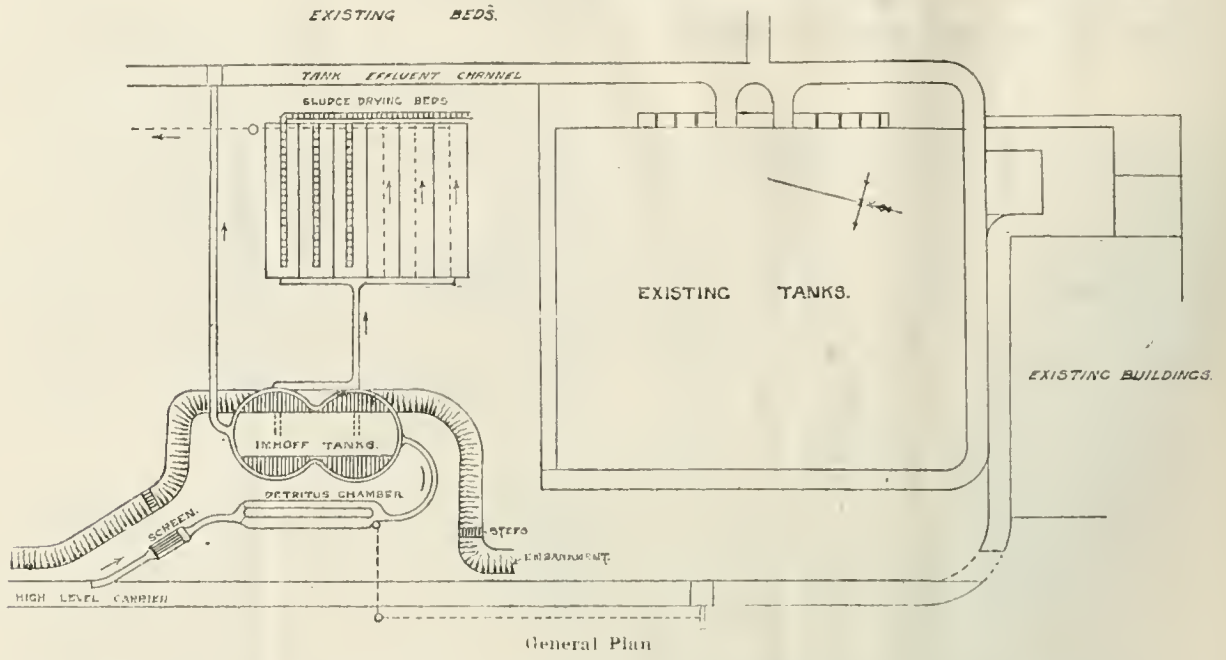 EXISTING BEDS.
TANK EFFLUENT CHANNEL
SLUDGE DRYING BEDS
EXISTING TANKS.
EXISTING BUILDINGS.
IMHOFF TANKS.
DETRITUS CHAMBER
SCREEN.
STEPS
EMBANKMENT.
HIGH LEVEL CARRIER
General Plan